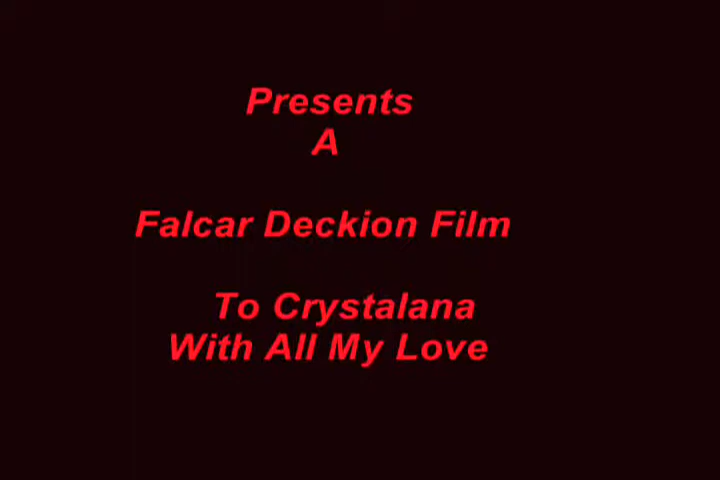 Presents
A
Falcar Deckion Film
To Crystalana
With All My Love